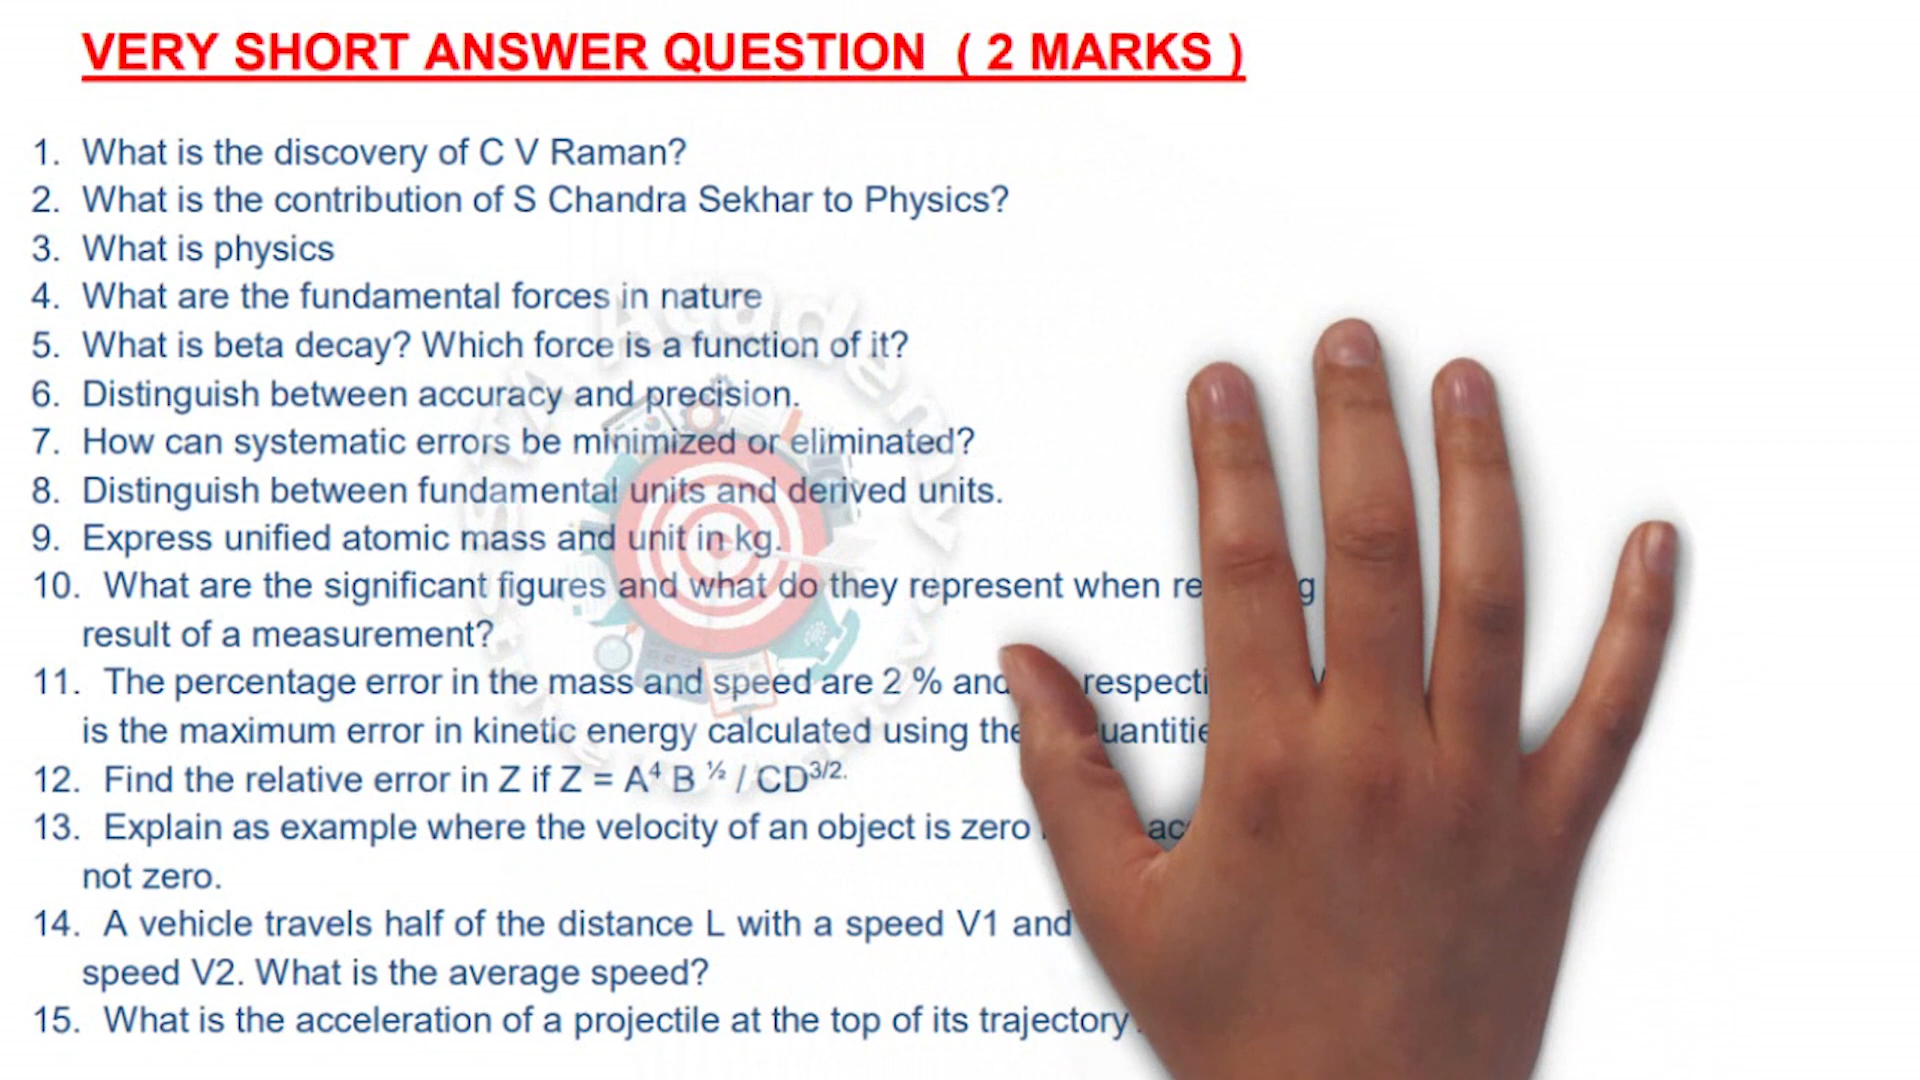 VERY SHORT ANSWER QUESTION ( 2 MARKS )
1. What is the discovery of C V Raman?
2. What is the contribution of S Chandra Sekhar to Physics?
3. What is physics
4. What are the fundamental forces in nature
5. What is beta decay? Which force is a function of it?
6. Distinguish between accuracy and precision.
7. How can systematic errors be minimized or eliminated?
8. Distinguish between fundamental units and derived units.
9. Express unified atomic mass and unit in kg.
10. What are the significant figures and what do they represent when
result of a measurement?
11. The percentage error in the mass and speed are 2 % and
is the maximum error in kinetic energy calculated using
12. Find the relative error in Z if Z = A⁴ B ½ / CD³ᐟ².
13. Explain as example where the velocity of an object is zero
not zero.
14. A vehicle travels half of the distance L with a speed V1 and
speed V2. What is the average speed?
15. What is the acceleration of a projectile at the top of its trajectory
Academy